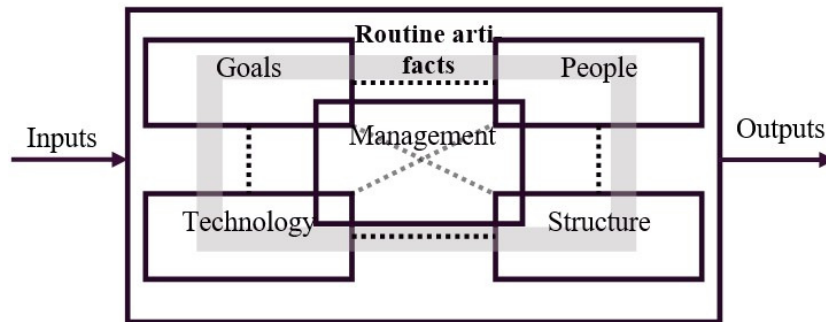 Routine arti-
facts
Goals
People
Inputs
Management
Outputs
Technology
Structure